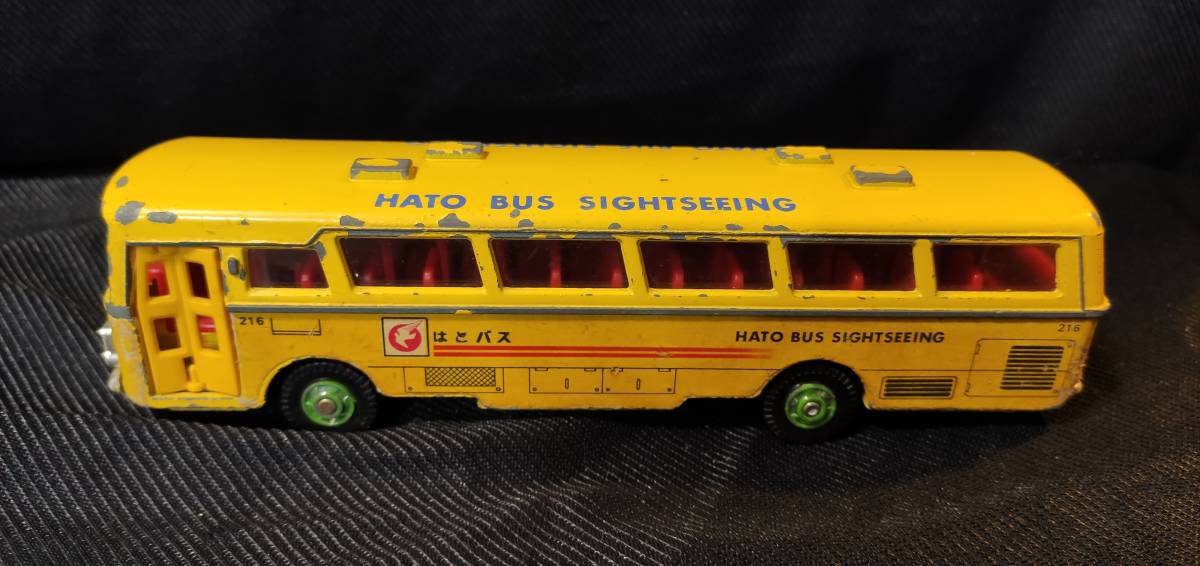 HATO BUS SIGHTSEEING
216
はとバス
HATO BUS SIGHTSEEING
216